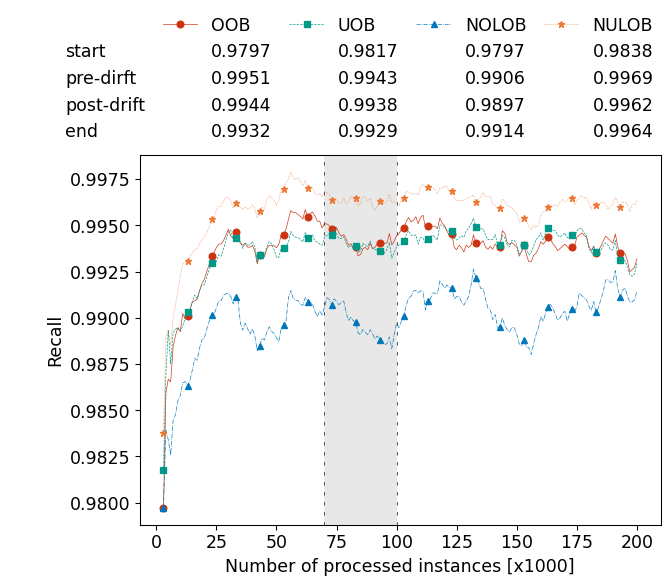 OOB UOB NOLOB NULOB
start 0.9797 0.9817 0.9797 0.9838
pre-dirft 0.9951 0.9943 0.9906 0.9969
post-drift 0.9944 0.9938 0.9897 0.9962
end 0.9932 0.9929 0.9914 0.9964
0.9975
0.9950
0.9925
0.9900
0.9875
0.9850
0.9825
0.9800
Recall
0 25 50 75 100 125 150 175 200
Number of processed instances [x1000]